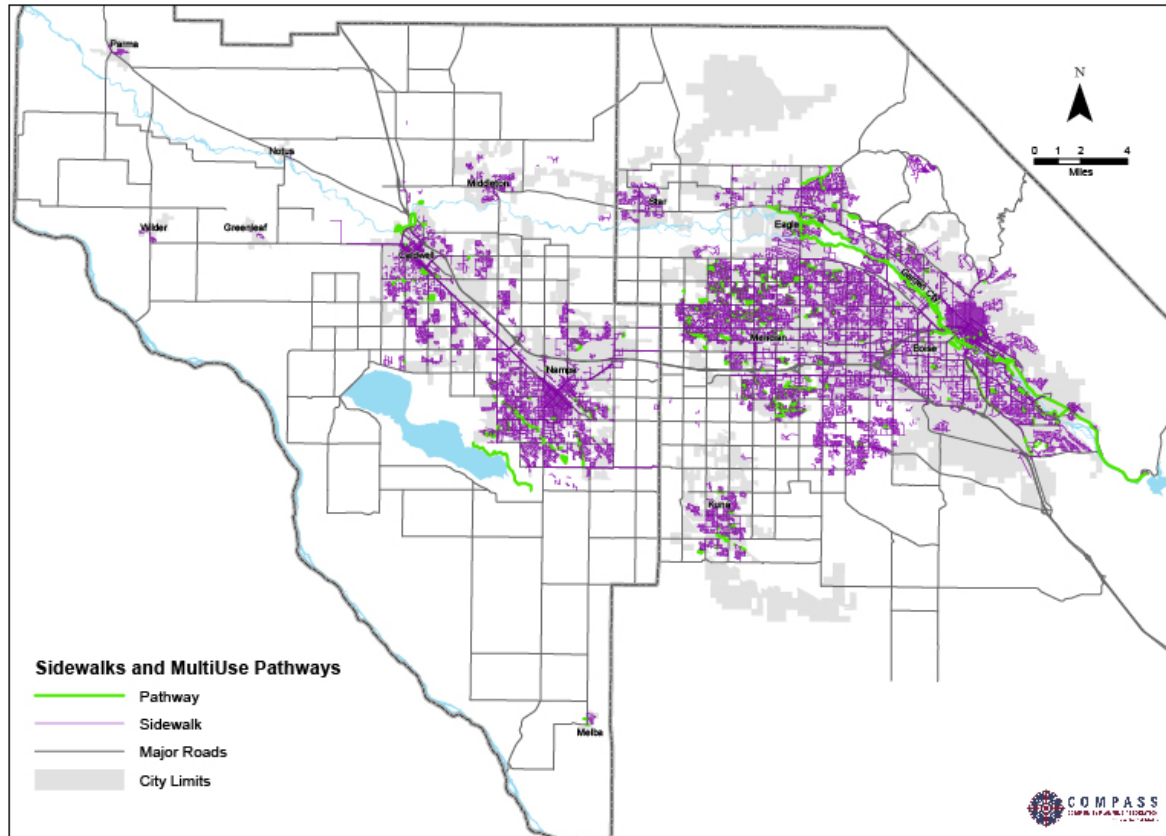 Parma
N
0 1 2 4
Miles
Notus
Middleton
Star
Wilder
Greenleaf
Eagle
Caldwell
Garden City
Meridian
Boise
Nampa
Kuna
Melba
Sidewalks and MultiUse Pathways
Pathway
Sidewalk
Major Roads
City Limits
COMPASS